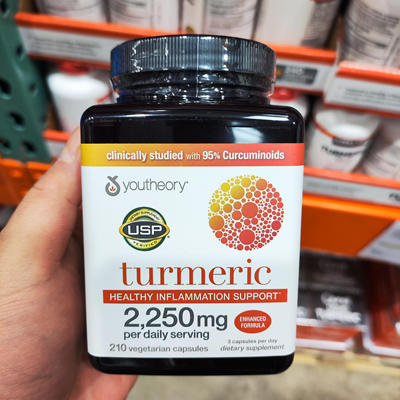 clinically studied with 95% Curcuminoids
youtheory
USP
VERIFIED
turmeric
HEALTHY INFLAMMATION SUPPORT*
2,250mg
per daily serving
ENHANCED
FORMULA
210 vegetarian capsules
3 capsules per day
dietary supplement